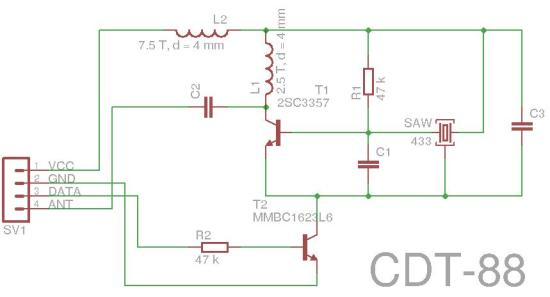 L2
7.5 T, d = 4 mm
L1
2.5 T, d = 4 mm
C2
T1
2SC3357
R1
47 k
SAW
433
C3
C1
1 VCC
2 GND
3 DATA
4 ANT
SV1
T2
MMBC1623L6
R2
47 k
CDT-88